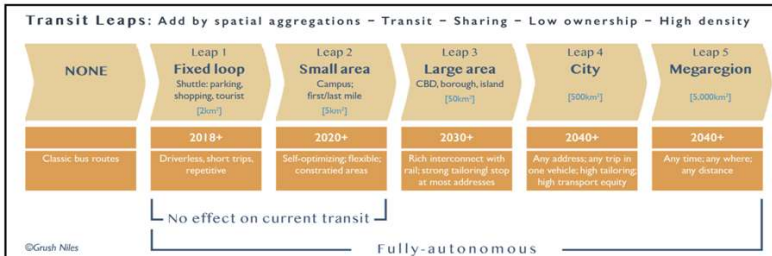 Transit Leaps: Add by spatial aggregations – Transit – Sharing – Low ownership – High density
NONE
Classic bus routes
Leap 1
Fixed loop
Shuttle: parking,
shopping, tourist
[2km²]
2018+
Driverless, short trips,
repetitive
Leap 2
Small area
Campus;
first/last mile
[5km²]
2020+
Self-optimizing; flexible;
constratied areas
Leap 3
Large area
CBD, borough, island
[50km²]
2030+
Rich interconnect with
rail; strong tailoringl stop
at most addresses
Leap 4
City
[500km²]
2040+
Any address; any trip in
one vehicle; high tailoring;
high transport equity
Leap 5
Megaregion
[5,000km²]
2040+
Any time; any where;
any distance
No effect on current transit
Fully-autonomous
©Grush Niles